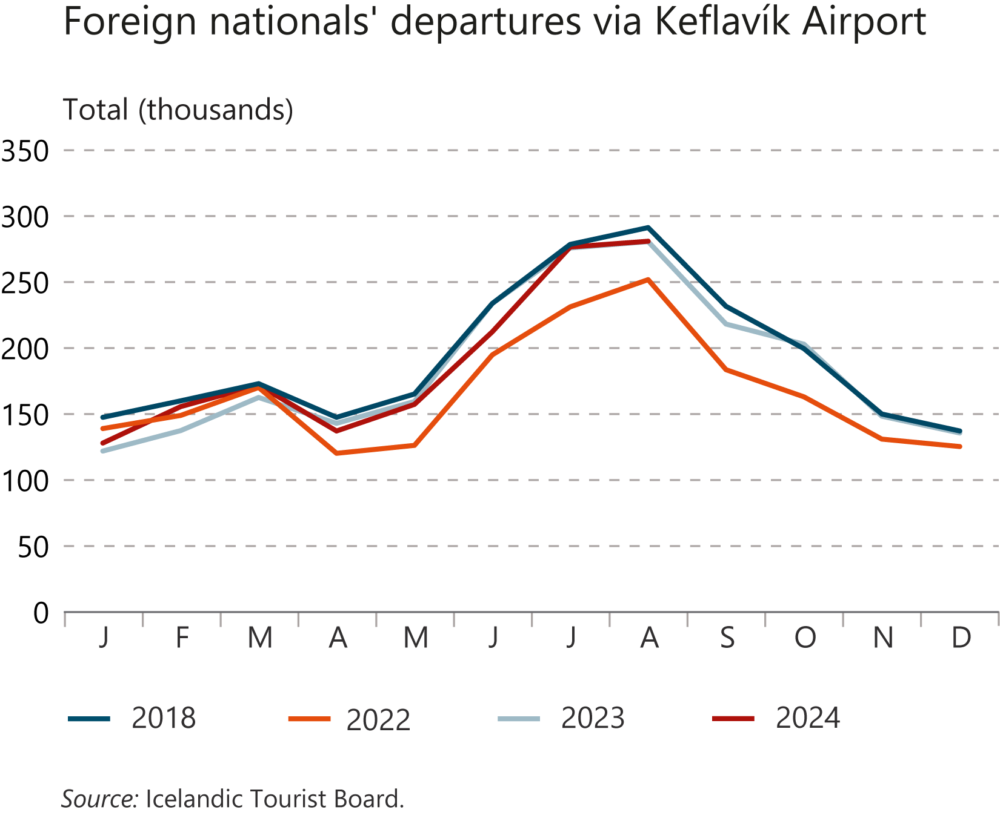 Foreign nationals' departures via Keflavík Airport
Total (thousands)
350
300
250
200
150
100
50
0
J F M A M J J A S O N D
2018 2022 2023 2024
Source: Icelandic Tourist Board.